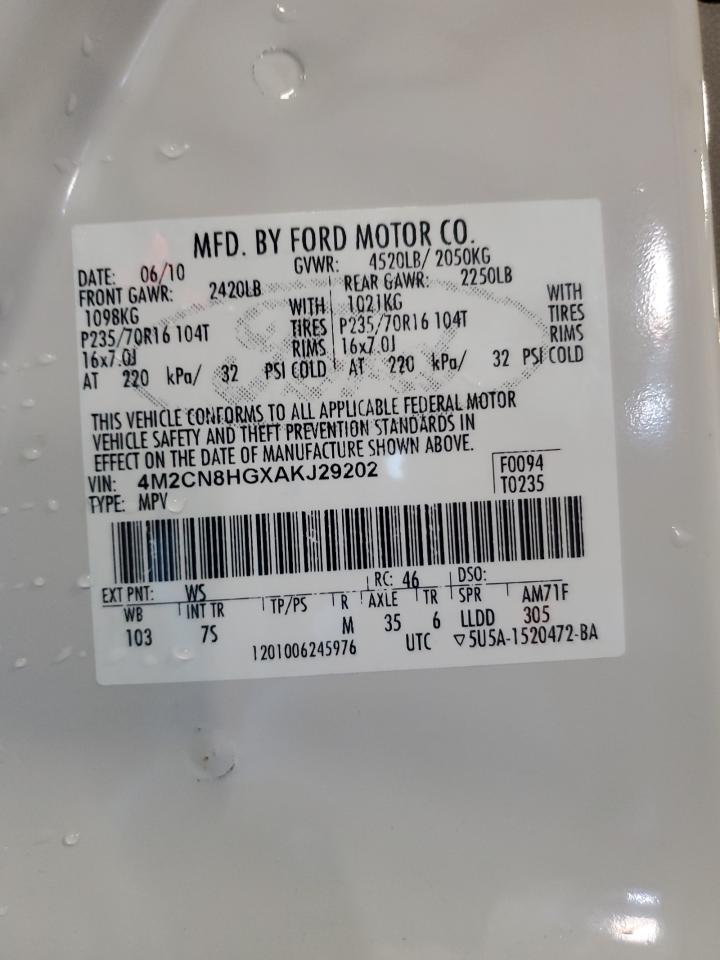 MFD. BY FORD MOTOR CO.
DATE: 06/10 GVWR: 4520LB/ 2050KG
FRONT GAWR: 2420LB REAR GAWR: 2250LB
1098KG WITH 1021KG WITH
P235/70R16 104T TIRES P235/70R16 104T TIRES
16x7.0J RIMS 16x7.0J RIMS
AT 220 kPa/ 32 PSI COLD AT 220 kPa/ 32 PSI COLD
THIS VEHICLE CONFORMS TO ALL APPLICABLE FEDERAL MOTOR
VEHICLE SAFETY AND THEFT PREVENTION STANDARDS IN
EFFECT ON THE DATE OF MANUFACTURE SHOWN ABOVE.
VIN: 4M2CN8HGXAKJ29202 F0094
TYPE: MPV T0235
EXT PNT: WS RC: 46 DSO:
WB INT TR TP/PS R AXLE TR SPR AM71F
103 7S M 35 6 LLDD 305
1201006245976 UTC ▽5U5A-1520472-BA